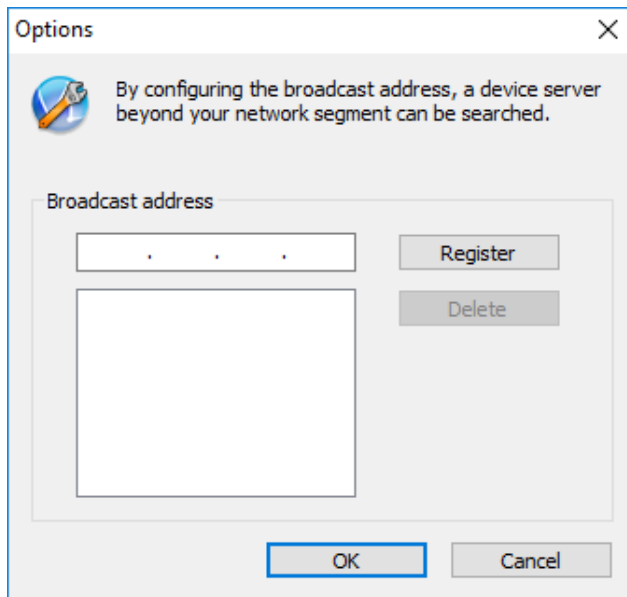 Options
By configuring the broadcast address, a device server
beyond your network segment can be searched.
Broadcast address
. . .
Register
Delete
OK
Cancel